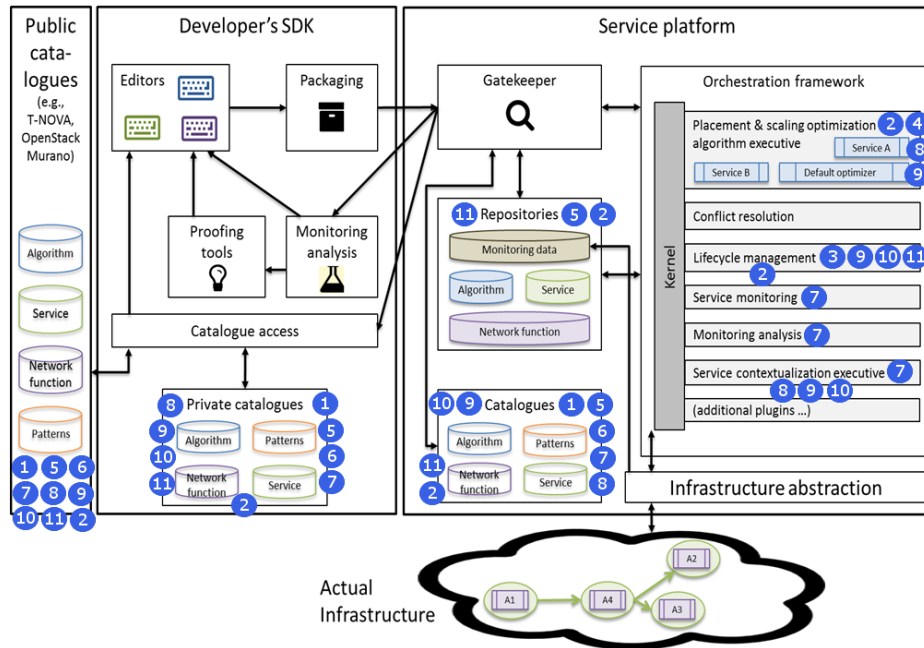 Public
cata-
logues
(e.g.,
T-NOVA,
OpenStack
Murano)
Algorithm
Service
Network
function
Patterns
1 5 6
7 8 9
10 11 2
Developer's SDK
Editors
Packaging
Proofing
tools
Monitoring
analysis
Catalogue access
8 Private catalogues 1
9 Algorithm Patterns 5
10 6
11 Network
function
Service 7
2
Service platform
Gatekeeper
11 Repositories 5 2
Monitoring data
Algorithm Service
Network function
10 9 Catalogues 1 5
Algorithm Patterns 6
7
11 Network
function
Service 8
2
Orchestration framework
Kernel
Placement & scaling optimization 2 4
algorithm executive
Service A 8
Service B Default optimizer 9
Conflict resolution
Lifecycle management 3 9 10 11
2
Service monitoring 7
Monitoring analysis 7
Service contextualization executive 7
8 9 10
(additional plugins ...)
Infrastructure abstraction
Actual
Infrastructure
A1
A4
A2
A3